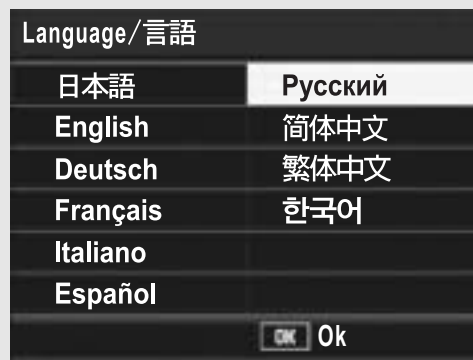 Language/言語
日本語 Русский
English 简体中文
Deutsch 繁体中文
Français 한국어
Italiano
Español
OK Ok